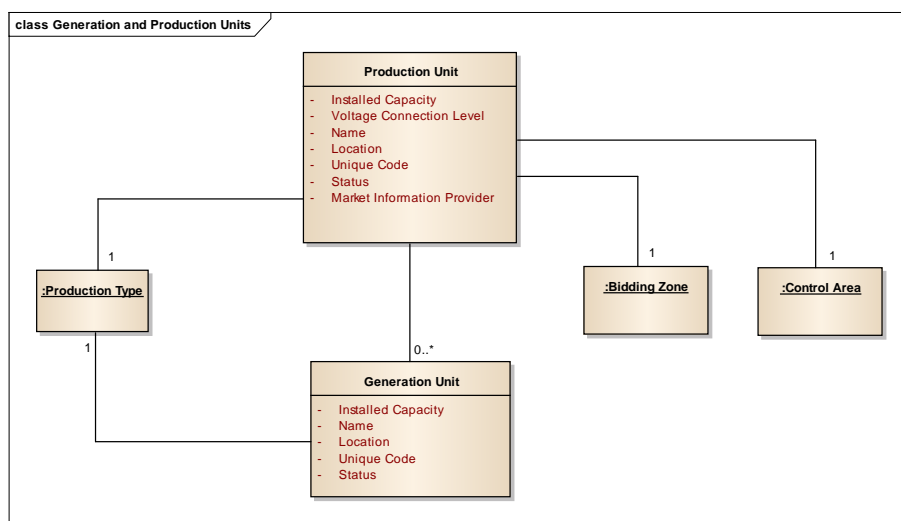 class Generation and Production Units
Production Unit
- Installed Capacity
- Voltage Connection Level
- Name
- Location
- Unique Code
- Status
- Market Information Provider
1
1
1
:Production Type
:Bidding Zone
:Control Area
1
0..*
Generation Unit
- Installed Capacity
- Name
- Location
- Unique Code
- Status